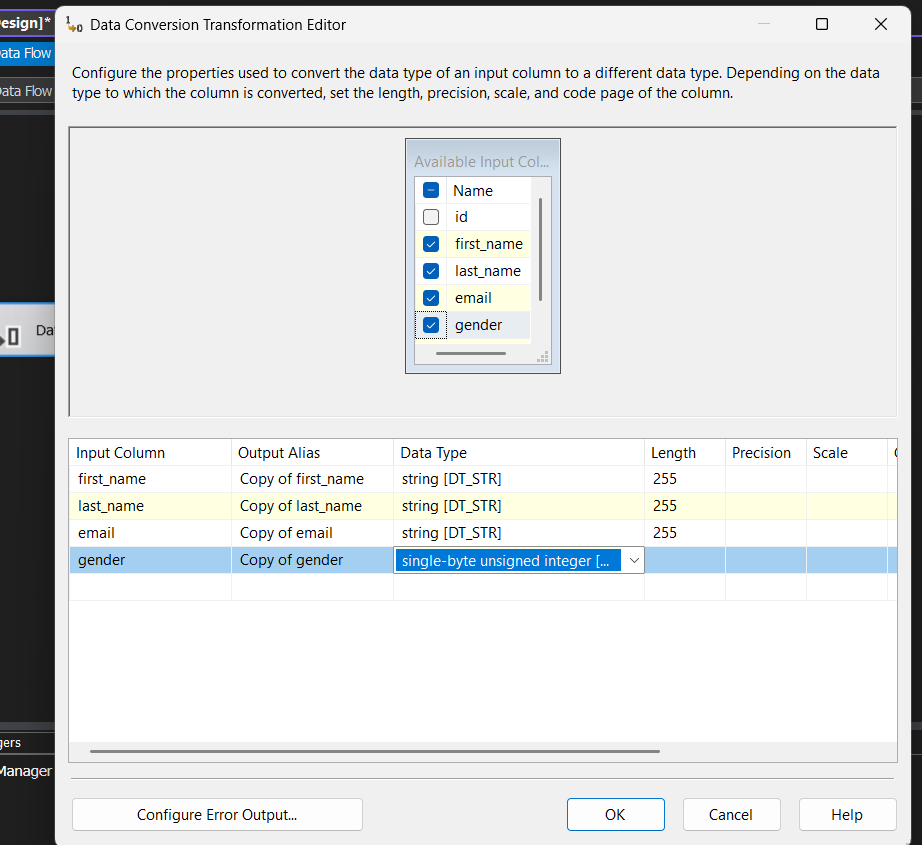 esign]*
Data Conversion Transformation Editor
ata Flow
Configure the properties used to convert the data type of an input column to a different data type. Depending on the data
type to which the column is converted, set the length, precision, scale, and code page of the column.
ata Flow
Available Input Col...
Name
id
first_name
last_name
email
gender
Da
Input Column Output Alias Data Type Length Precision Scale
first_name Copy of first_name string [DT_STR] 255
last_name Copy of last_name string [DT_STR] 255
email Copy of email string [DT_STR] 255
gender Copy of gender single-byte unsigned integer [...
gers
Manager
Configure Error Output... OK Cancel Help